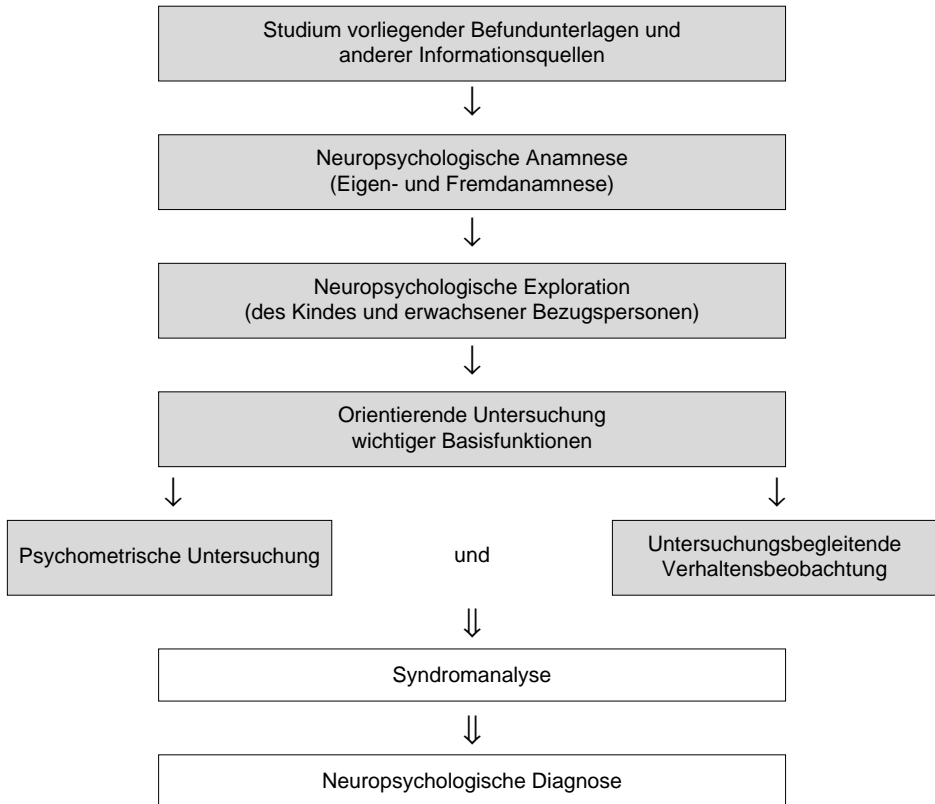 Studium vorliegender Befundunterlagen und
anderer Informationsquellen
↓
Neuropsychologische Anamnese
(Eigen- und Fremdanamnese)
↓
Neuropsychologische Exploration
(des Kindes und erwachsener Bezugspersonen)
↓
Orientierende Untersuchung
wichtiger Basisfunktionen
↓ ↓
Psychometrische Untersuchung
und
Untersuchungsbegleitende
Verhaltensbeobachtung
⇓
Syndromanalyse
⇓
Neuropsychologische Diagnose